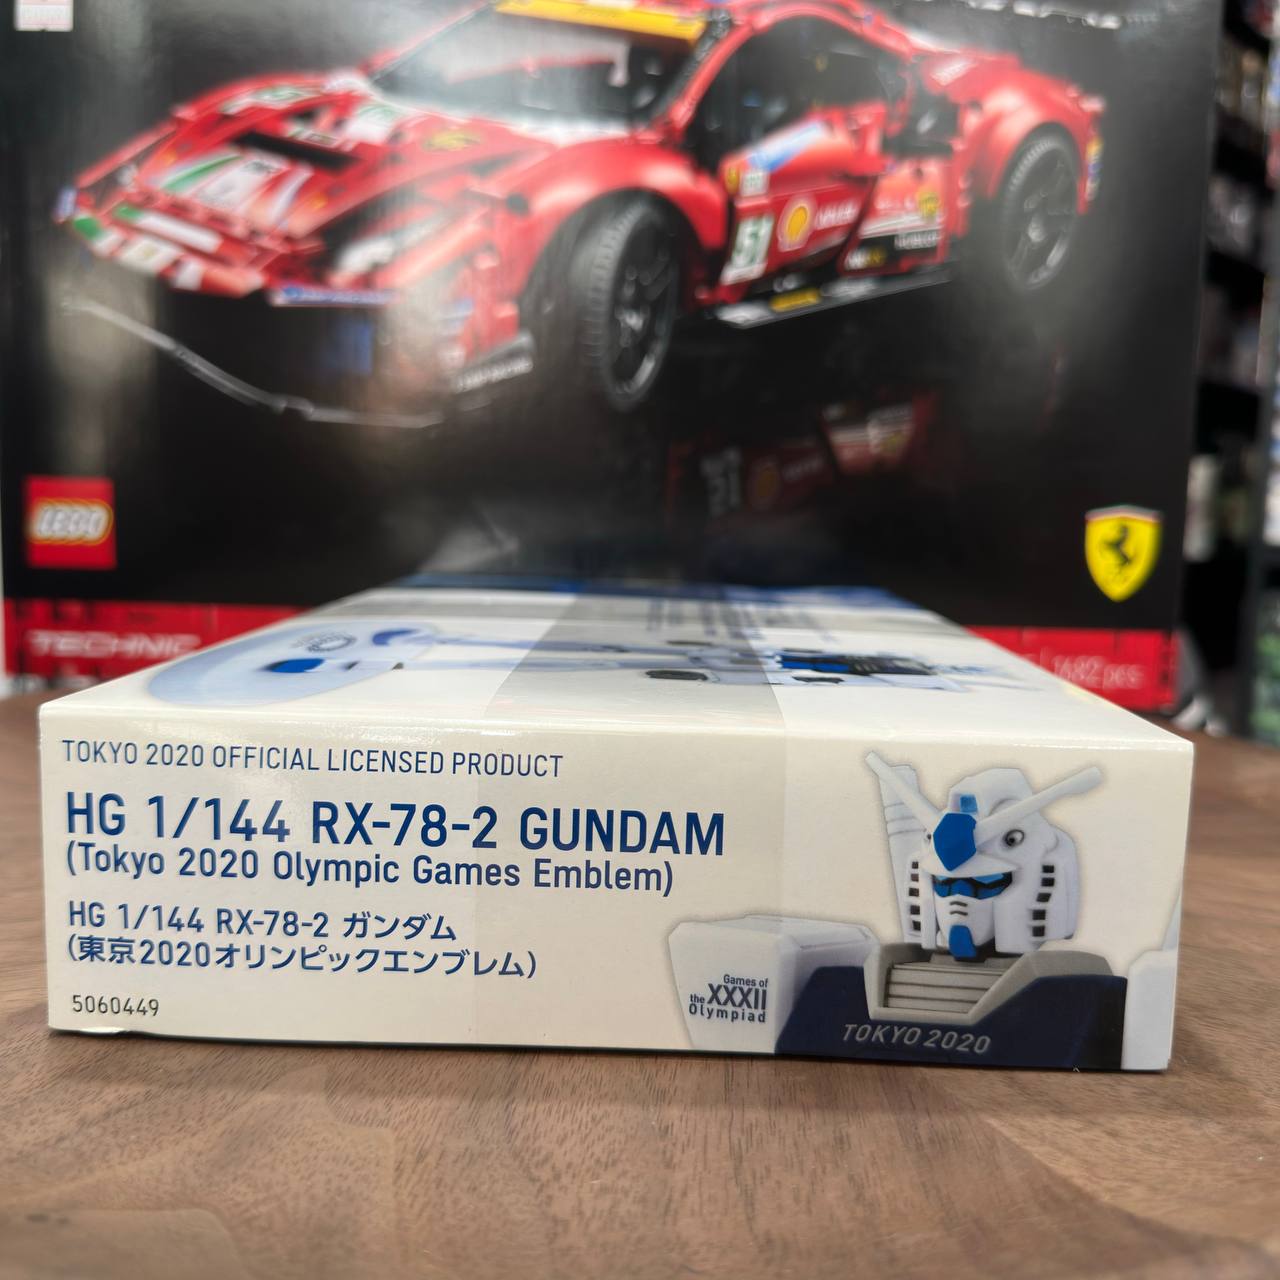 51
LEGO
TECHNIC
1682 pcs
TOKYO 2020 OFFICIAL LICENSED PRODUCT
HG 1/144 RX-78-2 GUNDAM
(Tokyo 2020 Olympic Games Emblem)
HG 1/144 RX-78-2 ガンダム
(東京2020オリンピックエンブレム)
5060449
Games of
the XXXII
Olympiad
TOKYO 2020